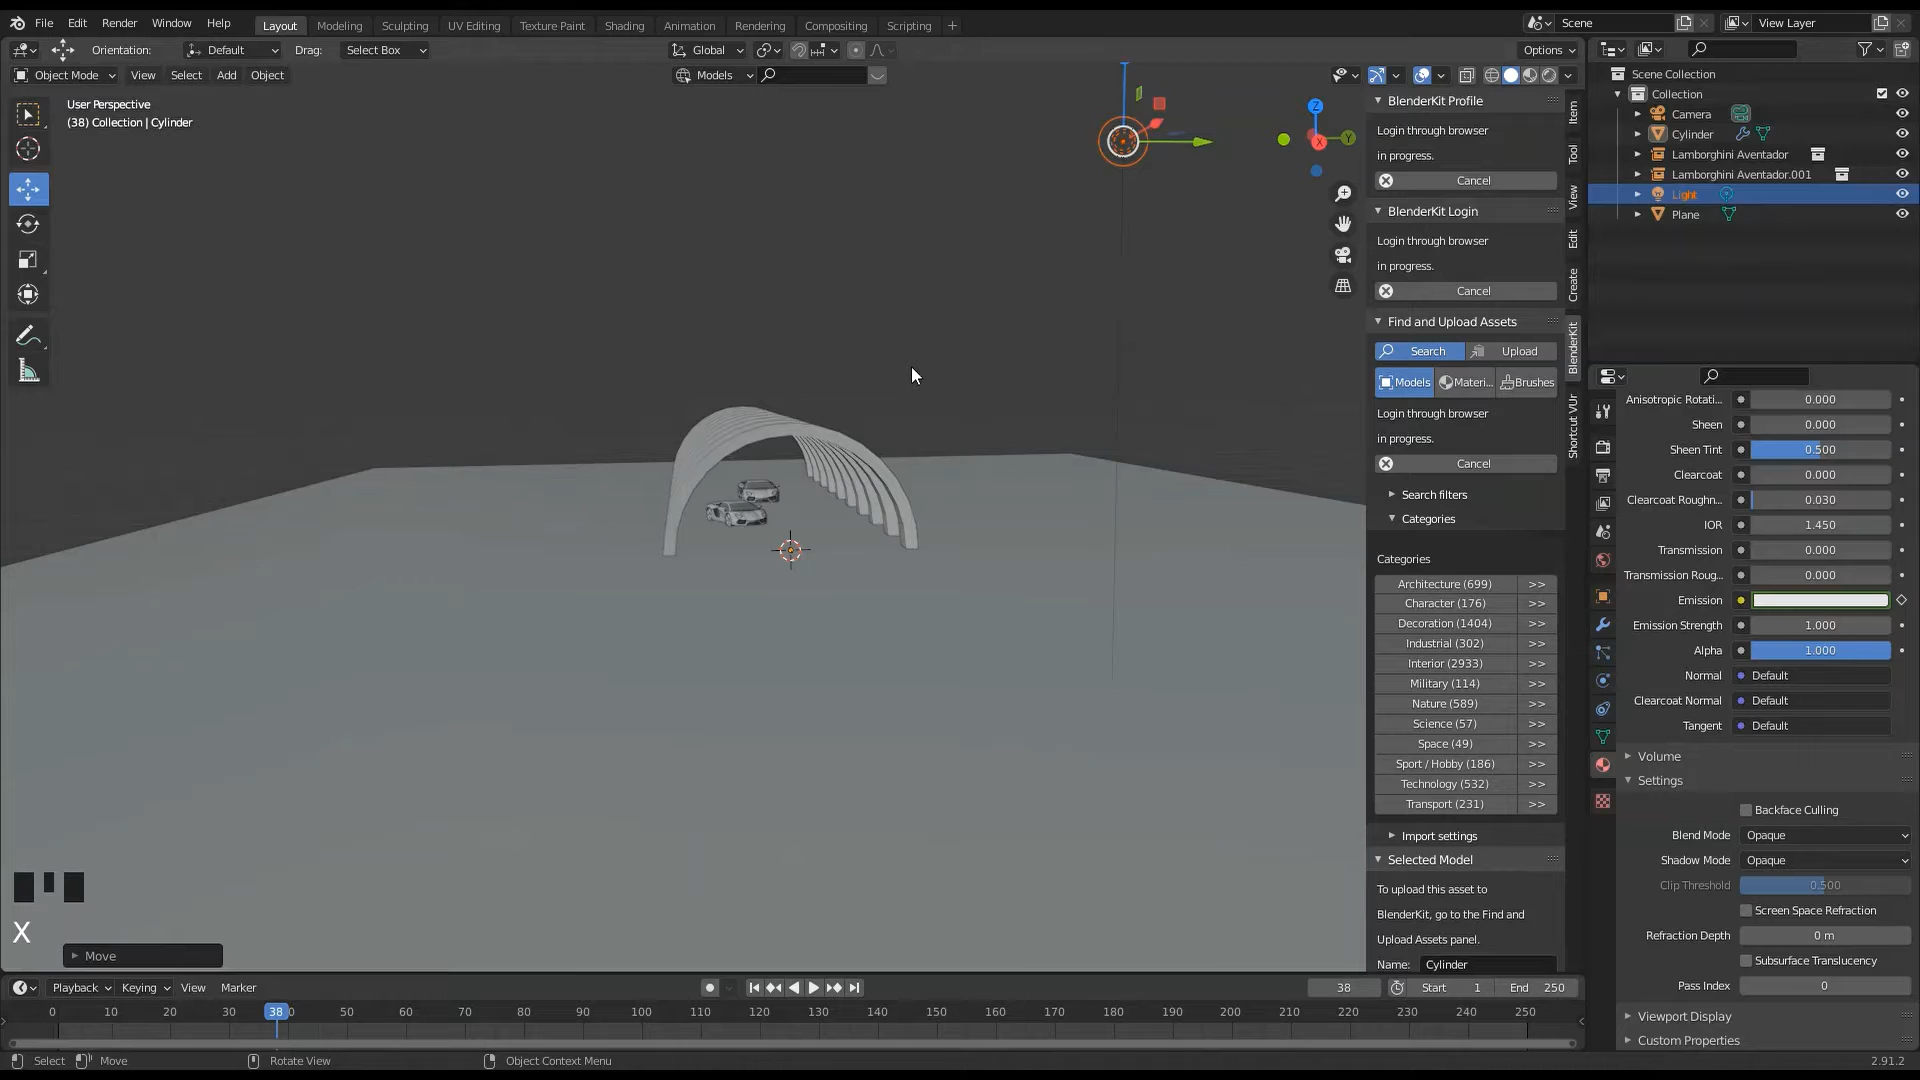 File Edit Render Window Help Layout Modeling Sculpting UV Editing Texture Paint Shading Animation Rendering Compositing Scripting + Scene View Layer
Orientation: Default Drag: Select Box Global Options
Object Mode View Select Add Object Models
User Perspective
(38) Collection | Cylinder
Z
Y
X
BlenderKit Profile
Login through browser
in progress.
Cancel
BlenderKit Login
Login through browser
in progress.
Cancel
Find and Upload Assets
Search Upload
Models Materi... Brushes
Login through browser
in progress.
Cancel
Search filters
Categories
Categories
Architecture (699) >>
Character (176) >>
Decoration (1404) >>
Industrial (302) >>
Interior (2933) >>
Military (114) >>
Nature (589) >>
Science (57) >>
Space (49) >>
Sport / Hobby (186) >>
Technology (532) >>
Transport (231) >>
Import settings
Selected Model
To upload this asset to
BlenderKit, go to the Find and
Upload Assets panel.
Name: Cylinder
Item
Tool
View
Edit
Create
BlenderKit
Shortcut VUr
Scene Collection
Collection
Camera
Cylinder
Lamborghini Aventador
Lamborghini Aventador.001
Light
Plane
Anisotropic Rotati... 0.000
Sheen 0.000
Sheen Tint 0.500
Clearcoat 0.000
Clearcoat Roughn... 0.030
IOR 1.450
Transmission 0.000
Transmission Roug... 0.000
Emission
Emission Strength 1.000
Alpha 1.000
Normal Default
Clearcoat Normal Default
Tangent Default
Volume
Settings
Backface Culling
Blend Mode Opaque
Shadow Mode Opaque
Clip Threshold 0.500
Screen Space Refraction
Refraction Depth 0 m
Subsurface Translucency
Pass Index 0
Viewport Display
Custom Properties
X
Move
Playback Keying View Marker 38 Start 1 End 250
0 10 20 30 38 0 50 60 70 80 90 100 110 120 130 140 150 160 170 180 190 200 210 220 230 240 250
Select Move Rotate View Object Context Menu 2.91.2